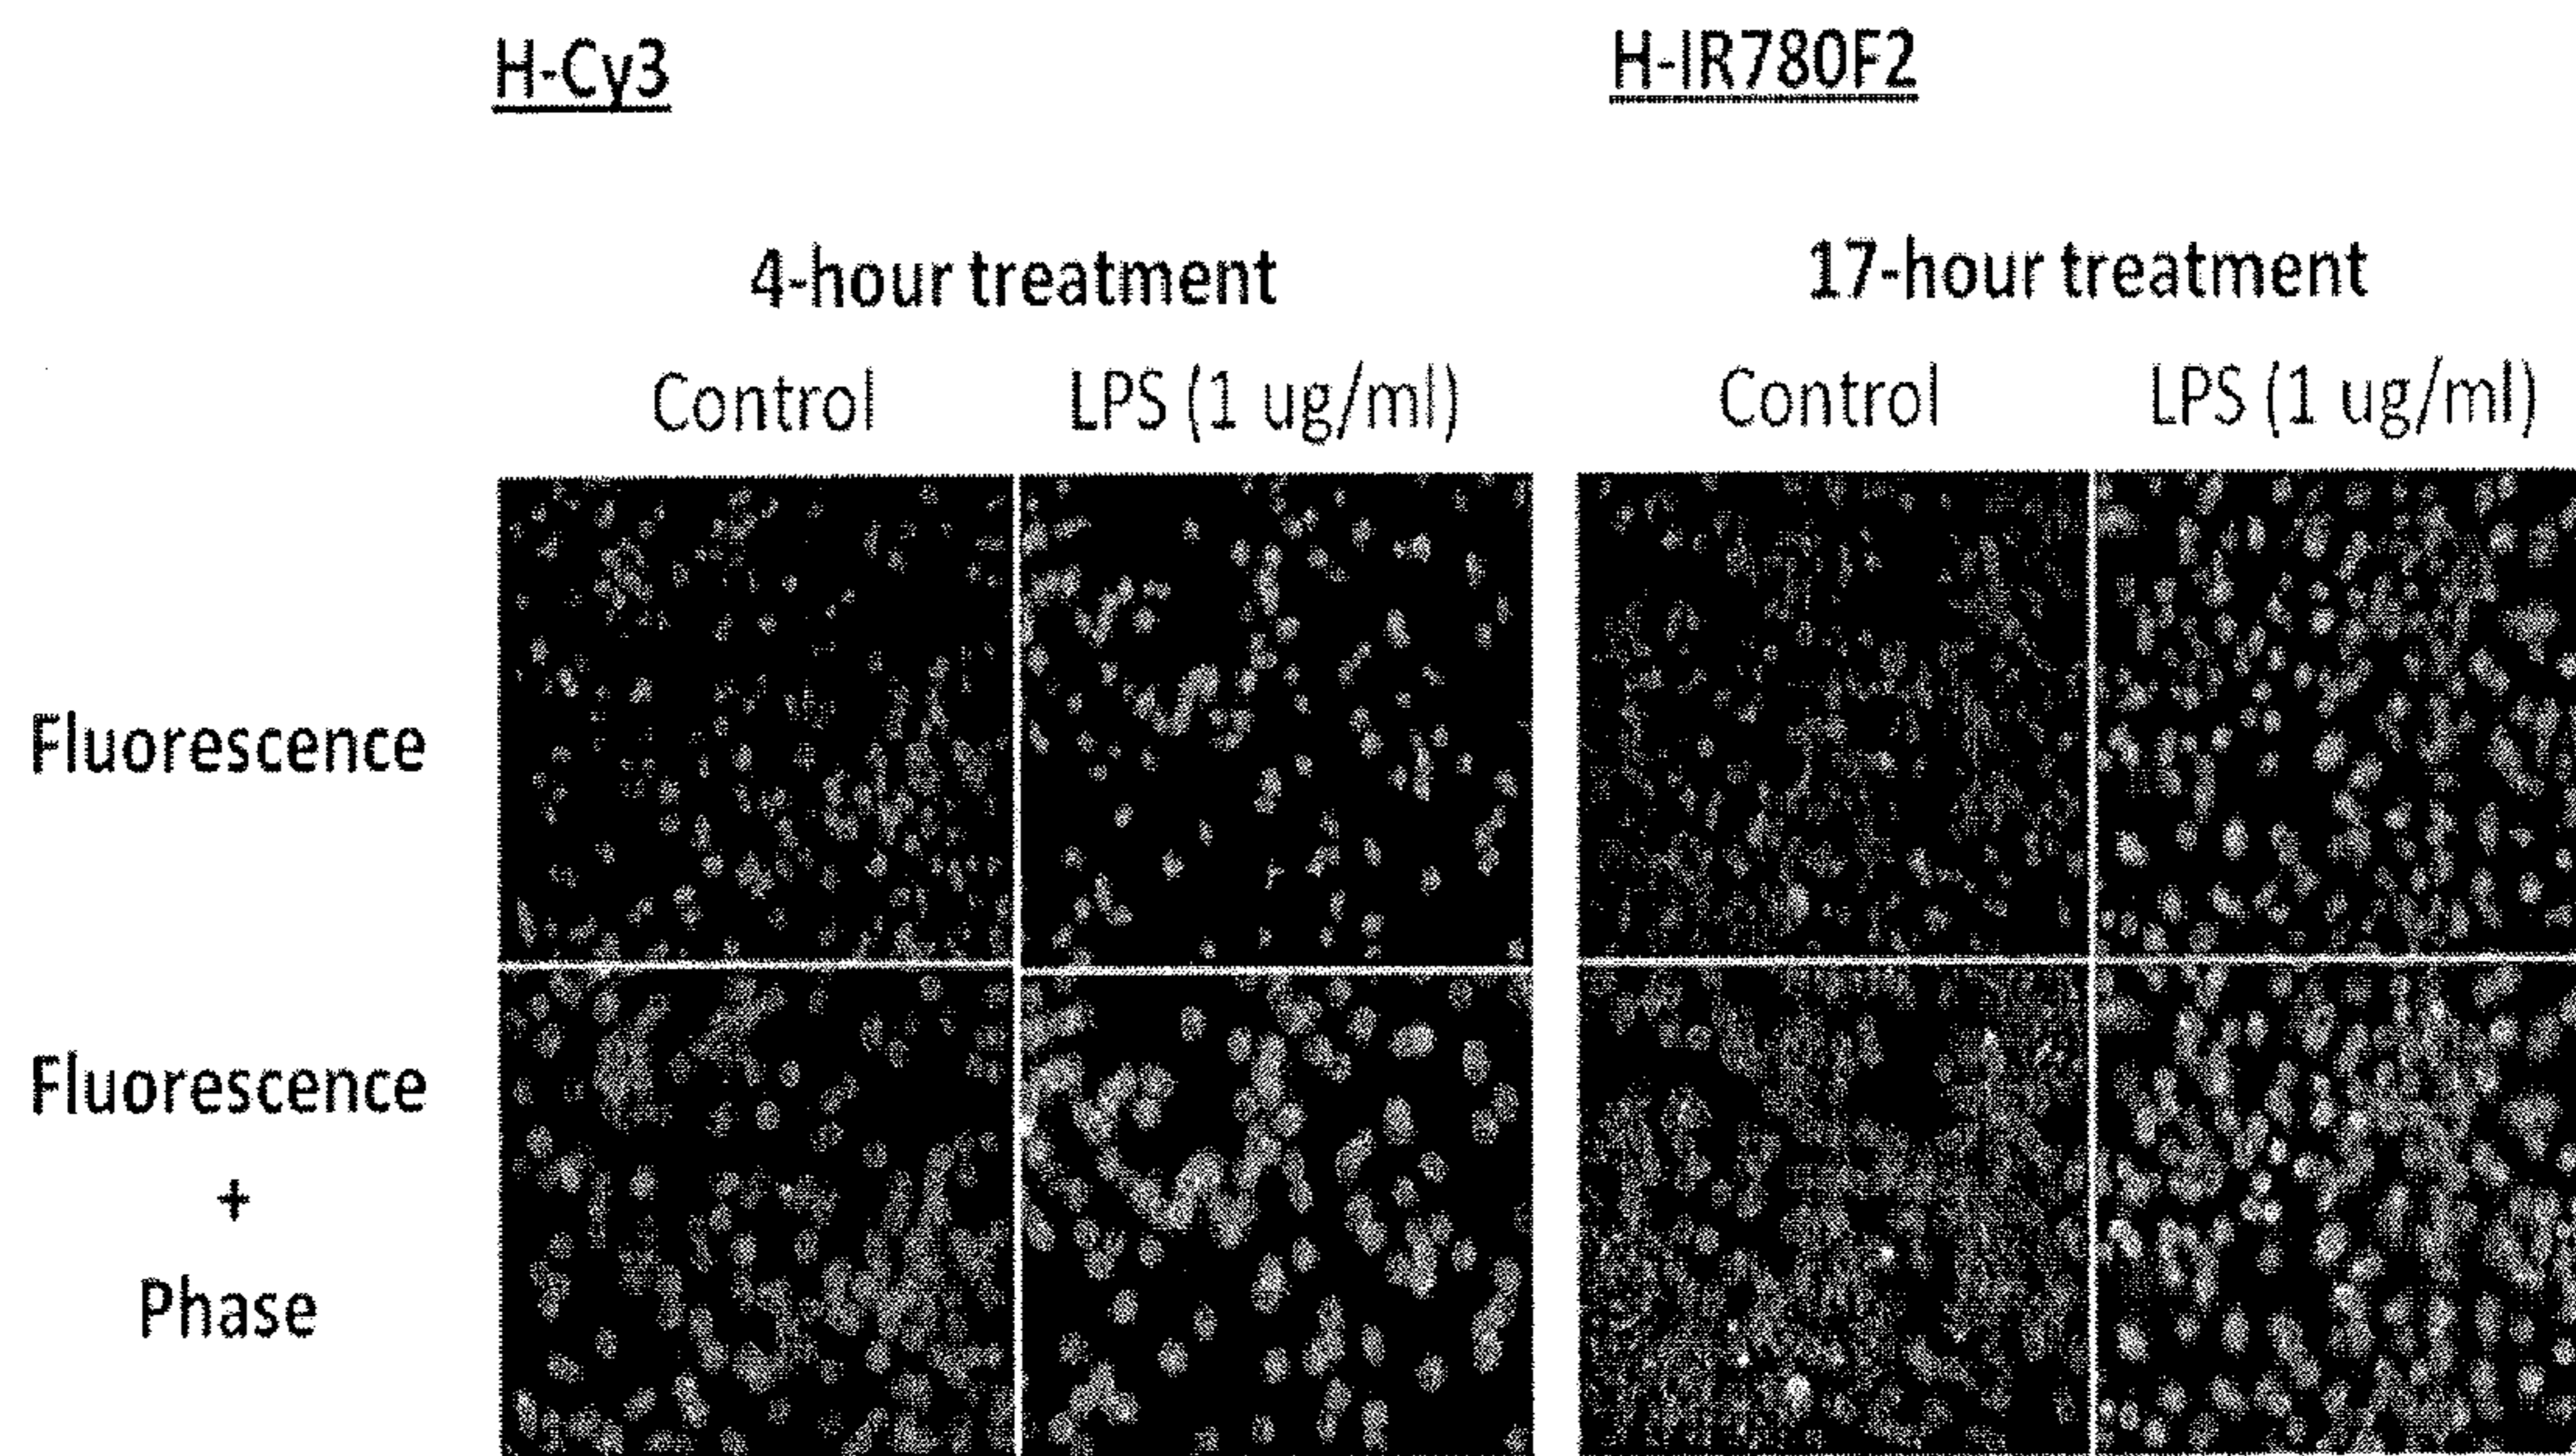 H-Cy3
H-IR780F2
4-hour treatment
17-hour treatment
Control
LPS (1 ug/ml)
Control
LPS (1 ug/ml)
Fluorescence
Fluorescence
+
Phase